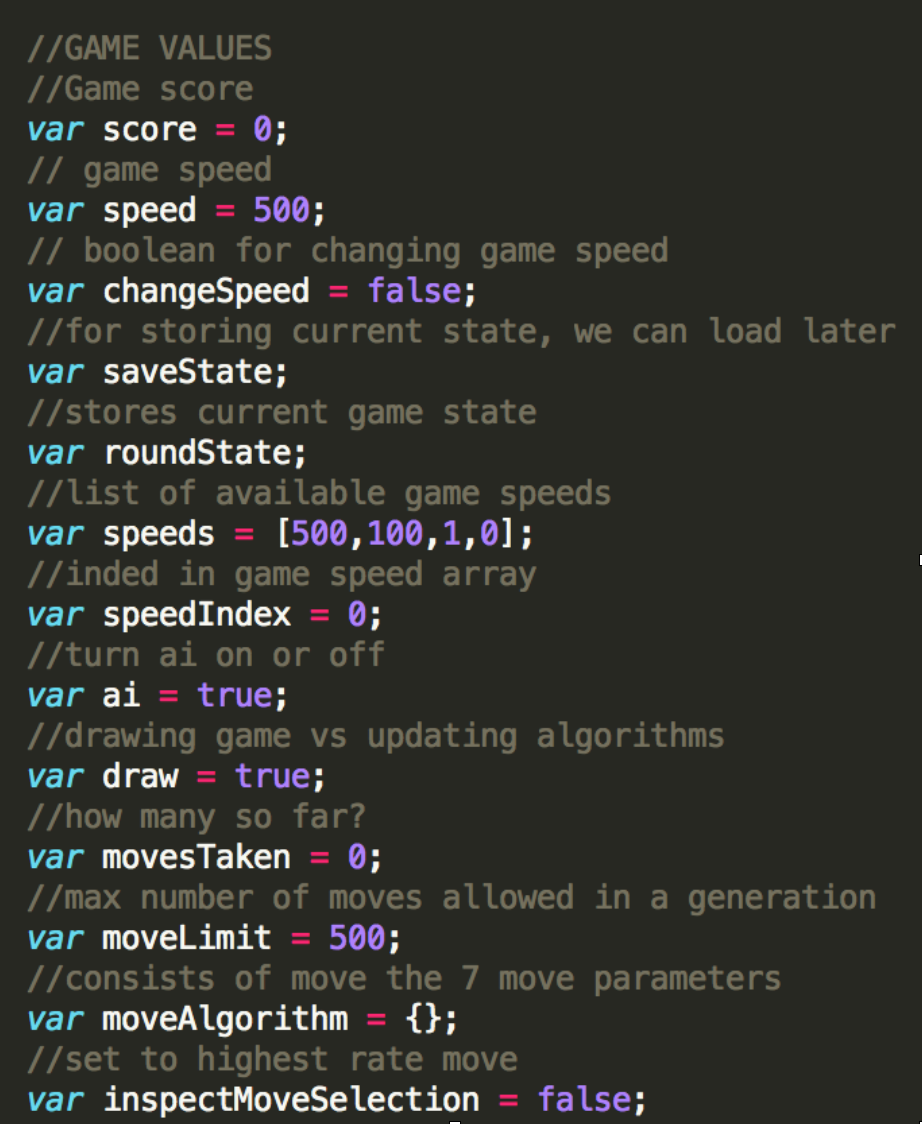 //GAME VALUES
//Game score
var score = 0;
// game speed
var speed = 500;
// boolean for changing game speed
var changeSpeed = false;
//for storing current state, we can load later
var saveState;
//stores current game state
var roundState;
//list of available game speeds
var speeds = [500,100,1,0];
//inded in game speed array
var speedIndex = 0;
//turn ai on or off
var ai = true;
//drawing game vs updating algorithms
var draw = true;
//how many so far?
var movesTaken = 0;
//max number of moves allowed in a generation
var moveLimit = 500;
//consists of move the 7 move parameters
var moveAlgorithm = {};
//set to highest rate move
var inspectMoveSelection = false;